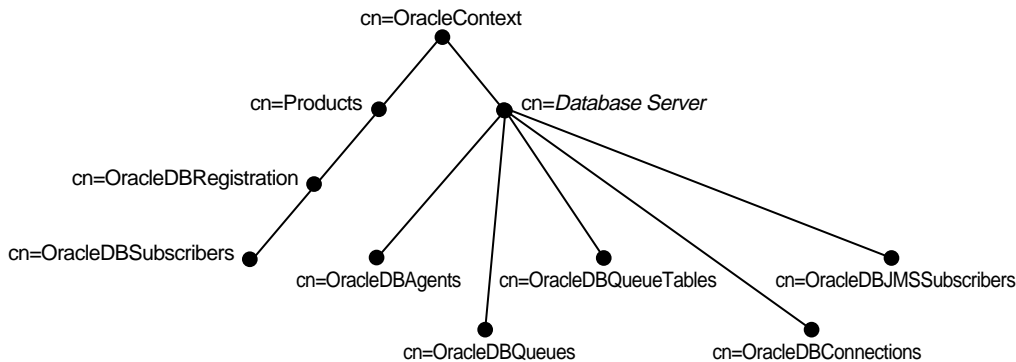 cn=OracleContext
cn=Products
cn=Database Server
cn=OracleDBRegistration
cn=OracleDBSubscribers
cn=OracleDBAgents
cn=OracleDBQueueTables
cn=OracleDBJMSSubscribers
cn=OracleDBQueues
cn=OracleDBConnections